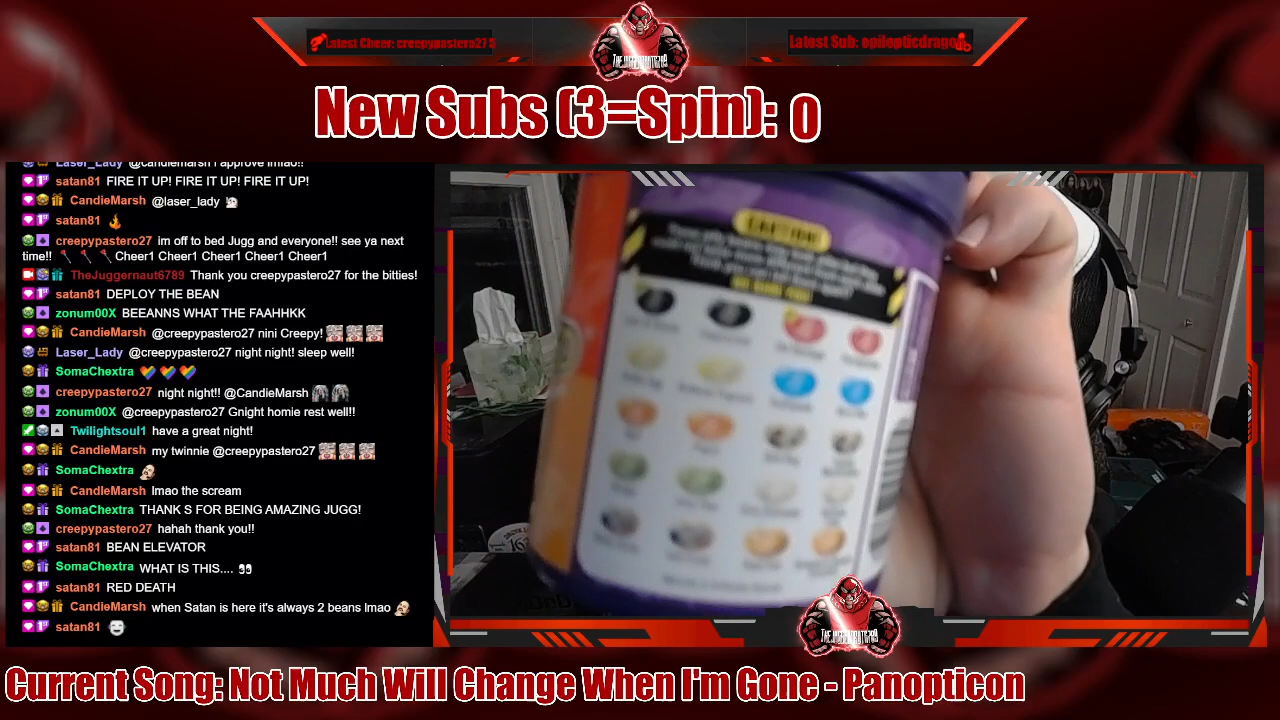 Latest Cheer: creepypastero27 5
Latest Sub: epilepticdragon
New Subs (3=Spin): 0
Laser_Lady @candiemarsh i approve lmao!!
satan81 FIRE IT UP! FIRE IT UP! FIRE IT UP!
CandieMarsh @laser_lady
satan81
creepypastero27 im off to bed Jugg and everyone!! see ya next
time!! Cheer1 Cheer1 Cheer1 Cheer1 Cheer1
TheJuggernaut6789 Thank you creepypastero27 for the bitties!
satan81 DEPLOY THE BEAN
zonum00X BEEANNS WHAT THE FAAHHKK
CandieMarsh @creepypastero27 nini Creepy!
Laser_Lady @creepypastero27 night night! sleep well!
SomaChextra
creepypastero27 night night!! @CandieMarsh
zonum00X @creepypastero27 Gnight homie rest well!!
Twilightsoul1 have a great night!
CandieMarsh my twinnie @creepypastero27
SomaChextra
CandieMarsh lmao the scream
SomaChextra THANK S FOR BEING AMAZING JUGG!
creepypastero27 hahah thank you!!
satan81 BEAN ELEVATOR
SomaChextra WHAT IS THIS....
satan81 RED DEATH
CandieMarsh when Satan is here it's always 2 beans lmao
satan81
CAUTION!
Current Song: Not Much Will Change When I'm Gone - Panopticon